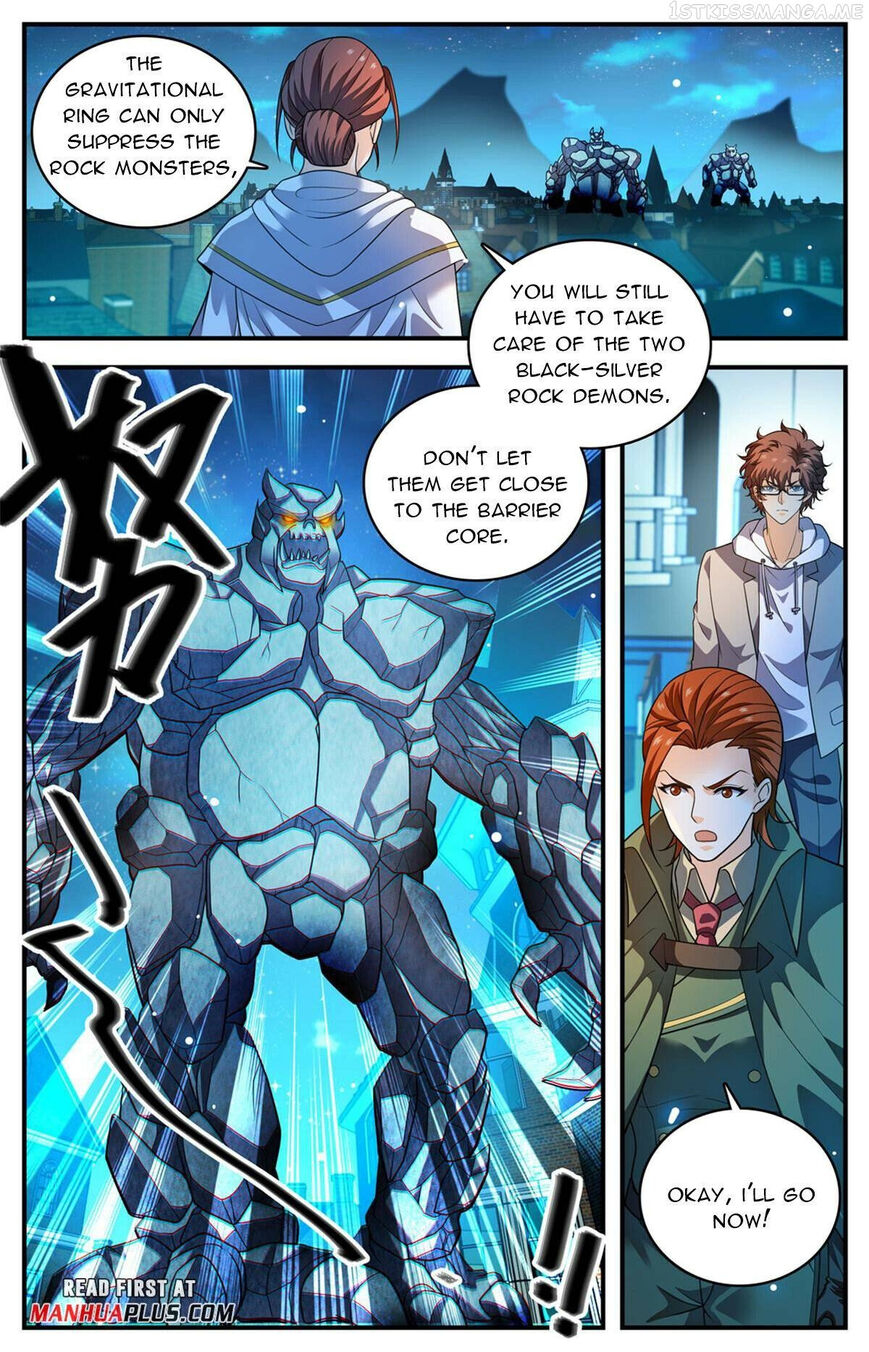 1STKISSMANGA.ME
THE
GRAVITATIONAL
RING CAN ONLY
SUPPRESS THE
ROCK MONSTERS,
YOU WILL STILL
HAVE TO TAKE
CARE OF THE TWO
BLACK-SILVER
ROCK DEMONS.
DON'T LET
THEM GET CLOSE
TO THE BARRIER
CORE.
努
!!
OKAY, I'LL GO
NOW!
READ FIRST AT
MANHUAPLUS.COM